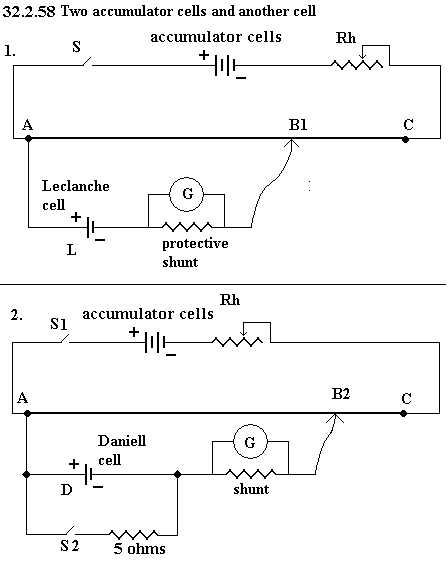 32.2.58 Two accumulator cells and another cell
1.
S
accumulator cells
+
−
Rh
A
B1
C
Leclanche
cell
+
−
L
G
protective
shunt
2.
S1
accumulator cells
+
−
Rh
A
B2
C
Daniell
cell
+
−
D
G
shunt
S2
5 ohms